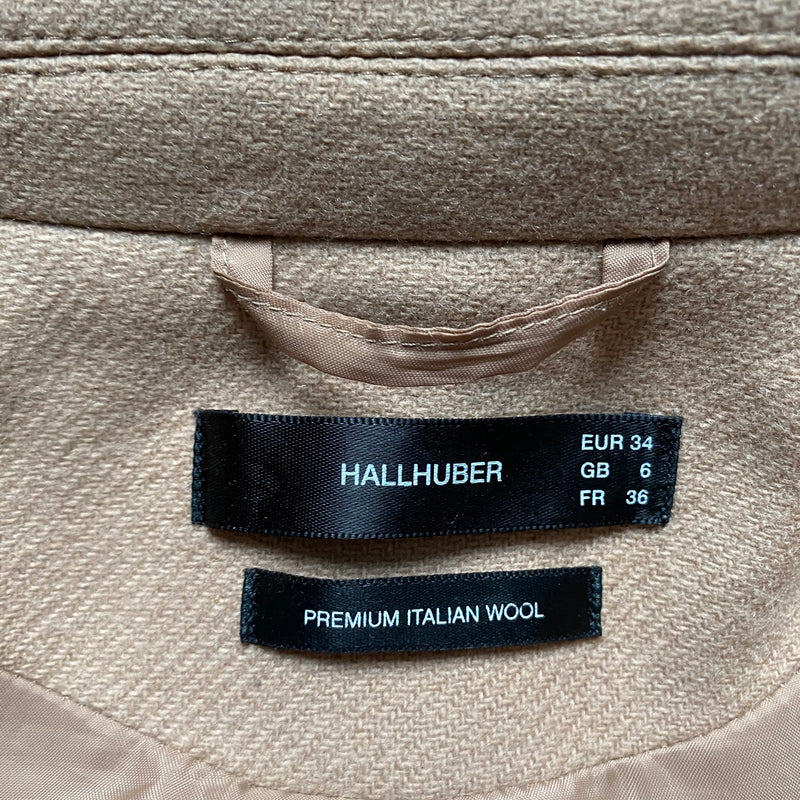 HALLHUBER
EUR 34
GB 6
FR 36
PREMIUM ITALIAN WOOL